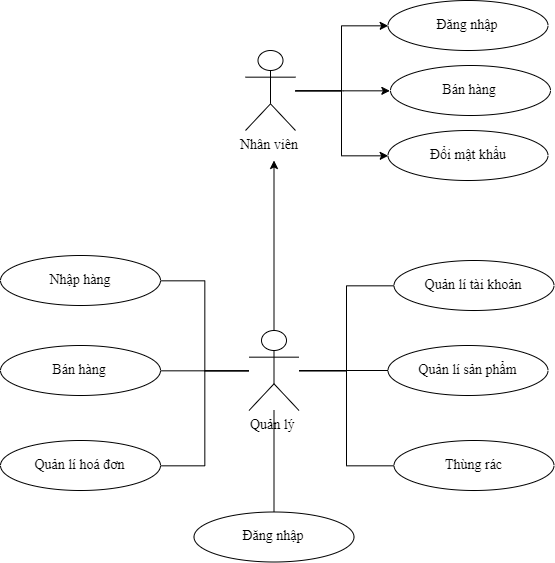 Đăng nhập
Bán hàng
Nhân viên
Đổi mật khẩu
Nhập hàng
Quản lí tài khoản
Bán hàng
Quản lí sản phẩm
Quản lý
Quản lí hoá đơn
Thùng rác
Đăng nhập